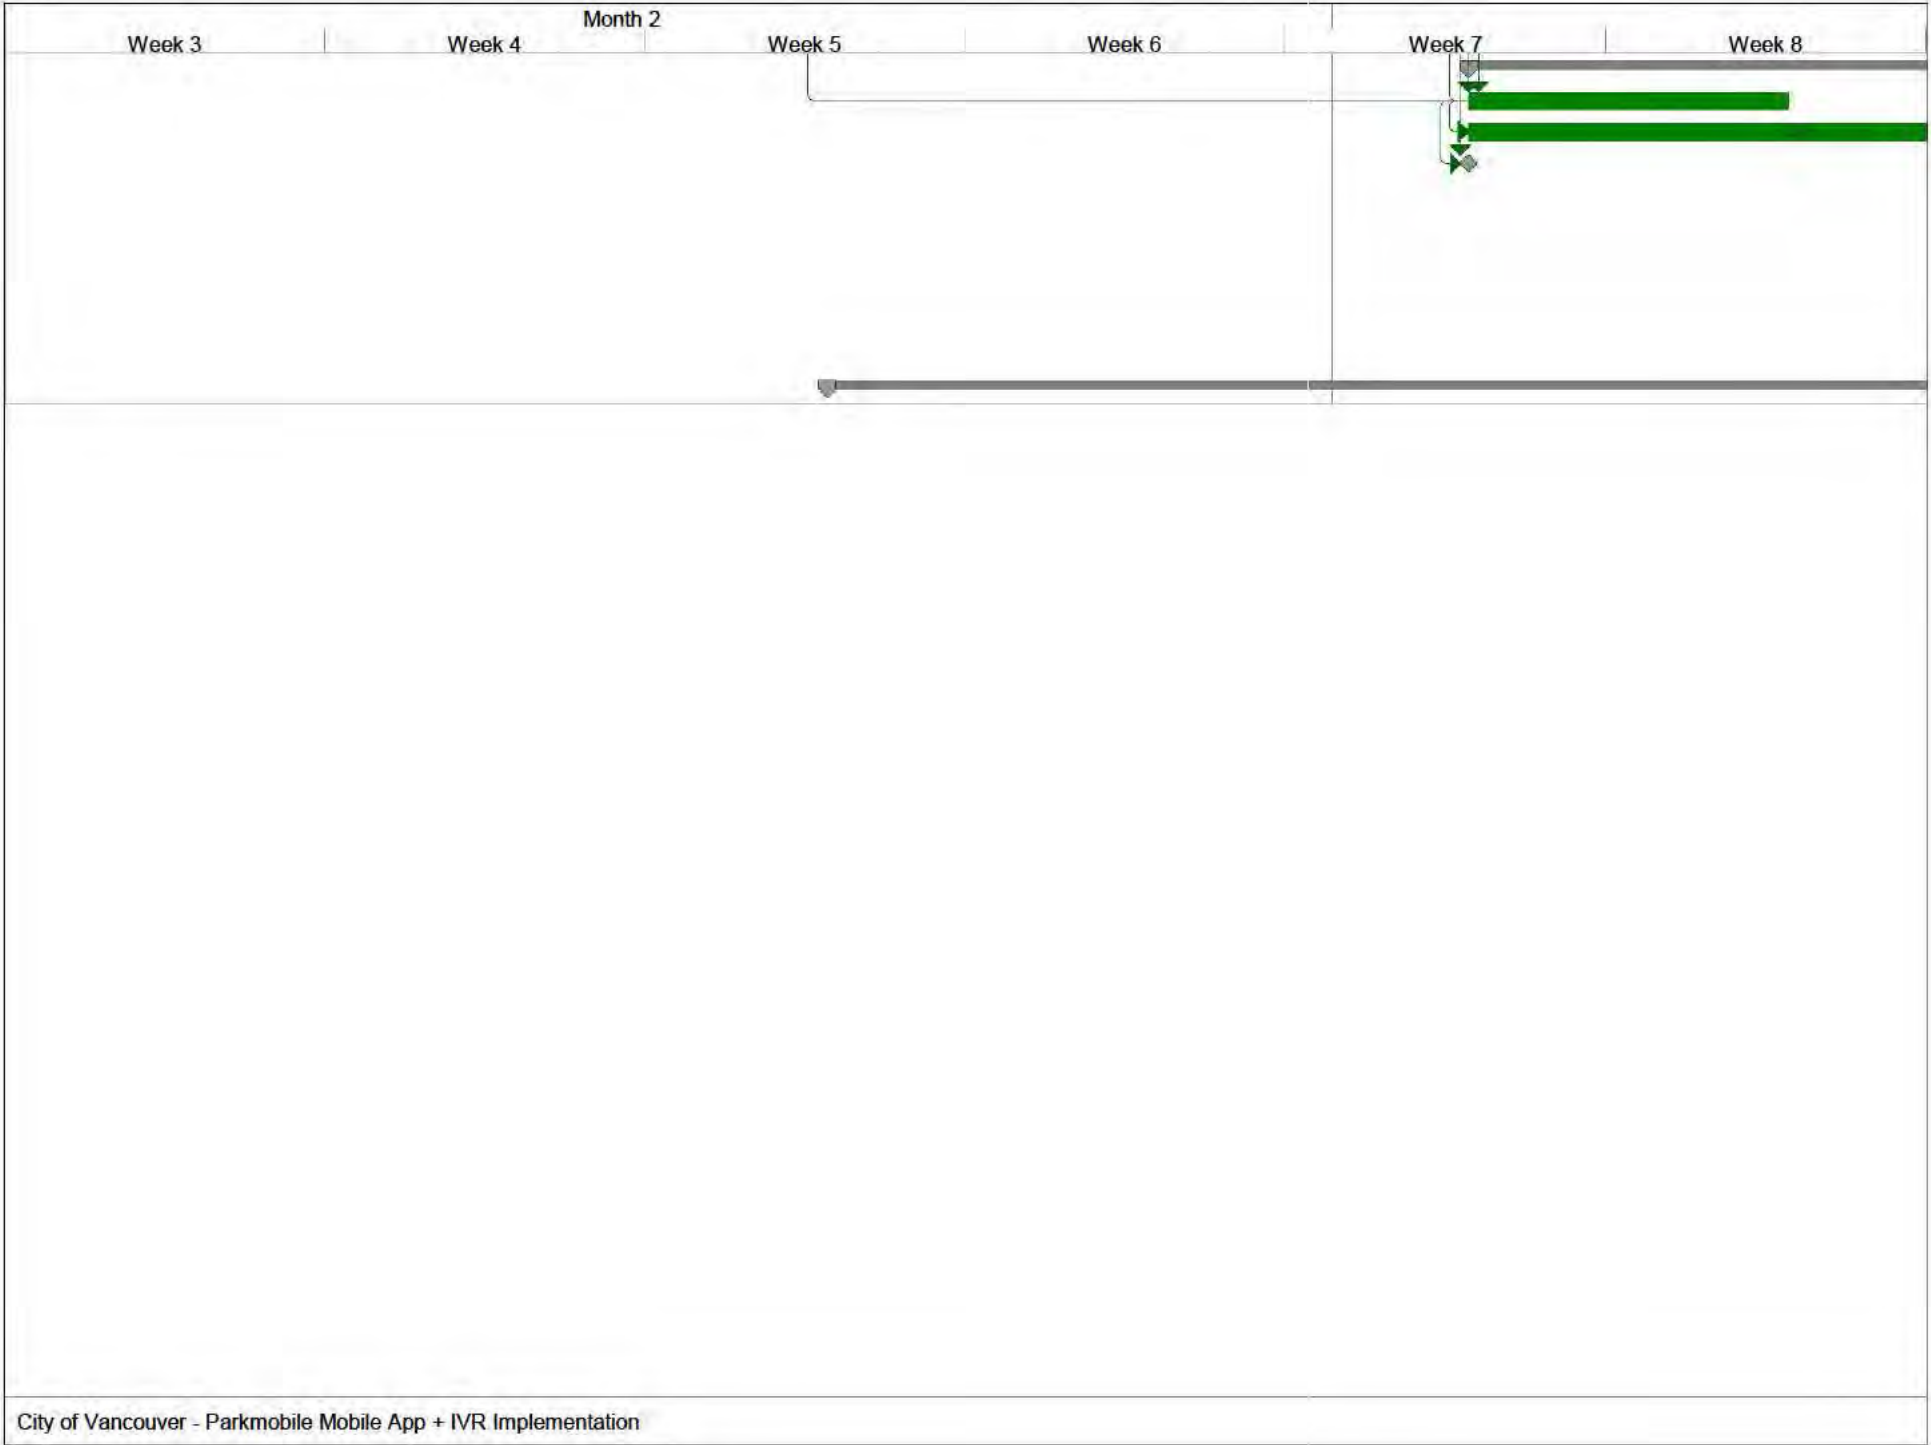 Month 2
Week 3 Week 4 Week 5 Week 6 Week 7 Week 8
City of Vancouver - Parkmobile Mobile App + IVR Implementation